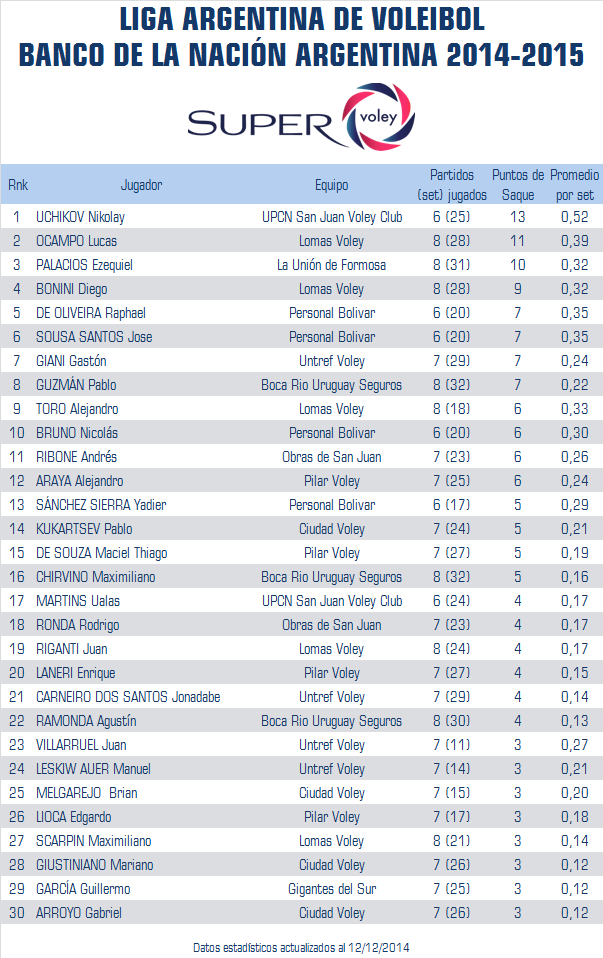 LIGA ARGENTINA DE VOLEIBOL
BANCO DE LA NACIÓN ARGENTINA 2014-2015
SUPER voley
Rnk Jugador Equipo Partidos (set) jugados Puntos de Saque Promedio por set
1 UCHIKOV Nikolay UPCN San Juan Voley Club 6 (25) 13 0,52
2 OCAMPO Lucas Lomas Voley 8 (28) 11 0,39
3 PALACIOS Ezequiel La Unión de Formosa 8 (31) 10 0,32
4 BONINI Diego Lomas Voley 8 (28) 9 0,32
5 DE OLIVEIRA Raphael Personal Bolivar 6 (20) 7 0,35
6 SOUSA SANTOS Jose Personal Bolivar 6 (20) 7 0,35
7 GIANI Gastón Untref Voley 7 (29) 7 0,24
8 GUZMÁN Pablo Boca Rio Uruguay Seguros 8 (32) 7 0,22
9 TORO Alejandro Lomas Voley 8 (18) 6 0,33
10 BRUNO Nicolás Personal Bolivar 6 (20) 6 0,30
11 RIBONE Andrés Obras de San Juan 7 (23) 6 0,26
12 ARAYA Alejandro Pilar Voley 7 (25) 6 0,24
13 SÁNCHEZ SIERRA Yadier Personal Bolivar 6 (17) 5 0,29
14 KUKARTSEV Pablo Ciudad Voley 7 (24) 5 0,21
15 DE SOUZA Maciel Thiago Pilar Voley 7 (27) 5 0,19
16 CHIRVINO Maximiliano Boca Rio Uruguay Seguros 8 (32) 5 0,16
17 MARTINS Ualas UPCN San Juan Voley Club 6 (24) 4 0,17
18 RONDA Rodrigo Obras de San Juan 7 (23) 4 0,17
19 RIGANTI Juan Lomas Voley 8 (24) 4 0,17
20 LANERI Enrique Pilar Voley 7 (27) 4 0,15
21 CARNEIRO DOS SANTOS Jonadabe Untref Voley 7 (29) 4 0,14
22 RAMONDA Agustín Boca Rio Uruguay Seguros 8 (30) 4 0,13
23 VILLARRUEL Juan Untref Voley 7 (11) 3 0,27
24 LESKIW AUER Manuel Untref Voley 7 (14) 3 0,21
25 MELGAREJO Brian Ciudad Voley 7 (15) 3 0,20
26 LIOCA Edgardo Pilar Voley 7 (17) 3 0,18
27 SCARPIN Maximiliano Lomas Voley 8 (21) 3 0,14
28 GIUSTINIANO Mariano Ciudad Voley 7 (26) 3 0,12
29 GARCÍA Guillermo Gigantes del Sur 7 (25) 3 0,12
30 ARROYO Gabriel Ciudad Voley 7 (26) 3 0,12
Datos estadísticos actualizados al 12/12/2014